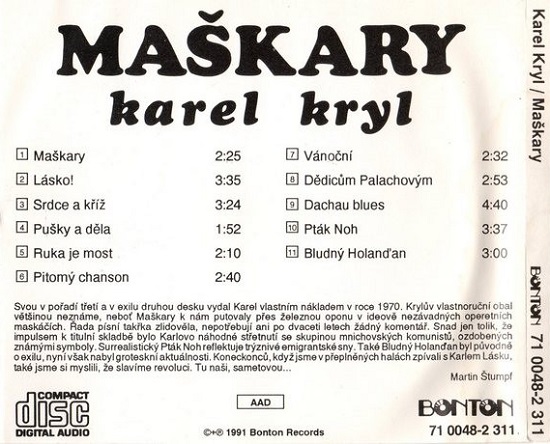 MAŠKARY
karel kryl
1 Maškary 2:25
2 Lásko! 3:35
3 Srdce a kříž 3:24
4 Pušky a děla 1:52
5 Ruka je most 2:10
6 Pitomý chanson 2:40
7 Vánoční 2:32
8 Dědicům Palachovým 2:53
9 Dachau blues 4:40
10 Pták Noh 3:37
11 Bludný Holanďan 3:00
Svou v pořadí třetí a v exilu druhou desku vydal Karel vlastním nákladem v roce 1970. Krylův vlastnoruční obal
většinou neznáme, neboť Maškary k nám putovaly přes železnou oponu v ideově nezávadných operetních
maskáčích. Řada písní takřka zlidověla, nepotřebují ani po dvaceti letech žádný komentář. Snad jen tolik, že
impulsem k titulní skladbě bylo Karlovo náhodné střetnutí se skupinou mnichovských komunistů, ozdobených
známými symboly. Surrealistický Pták Noh reflektuje trýznivé emigrantské sny. Také Bludný Holanďan byl původně
o exilu, nyní však nabyl groteskní aktuálnosti. Koneckonců, když jsme v přeplněných halách zpívali s Karlem Lásku,
také jsme si mysleli, že slavíme revoluci. Tu naši, sametovou...
Martin Štumpf
COMPACT
disc
DIGITAL AUDIO
AAD
©+℗ 1991 Bonton Records
BONTON
71 0048-2 311
Karel Kryl / Maškary
BONTON
71 0048-2 311